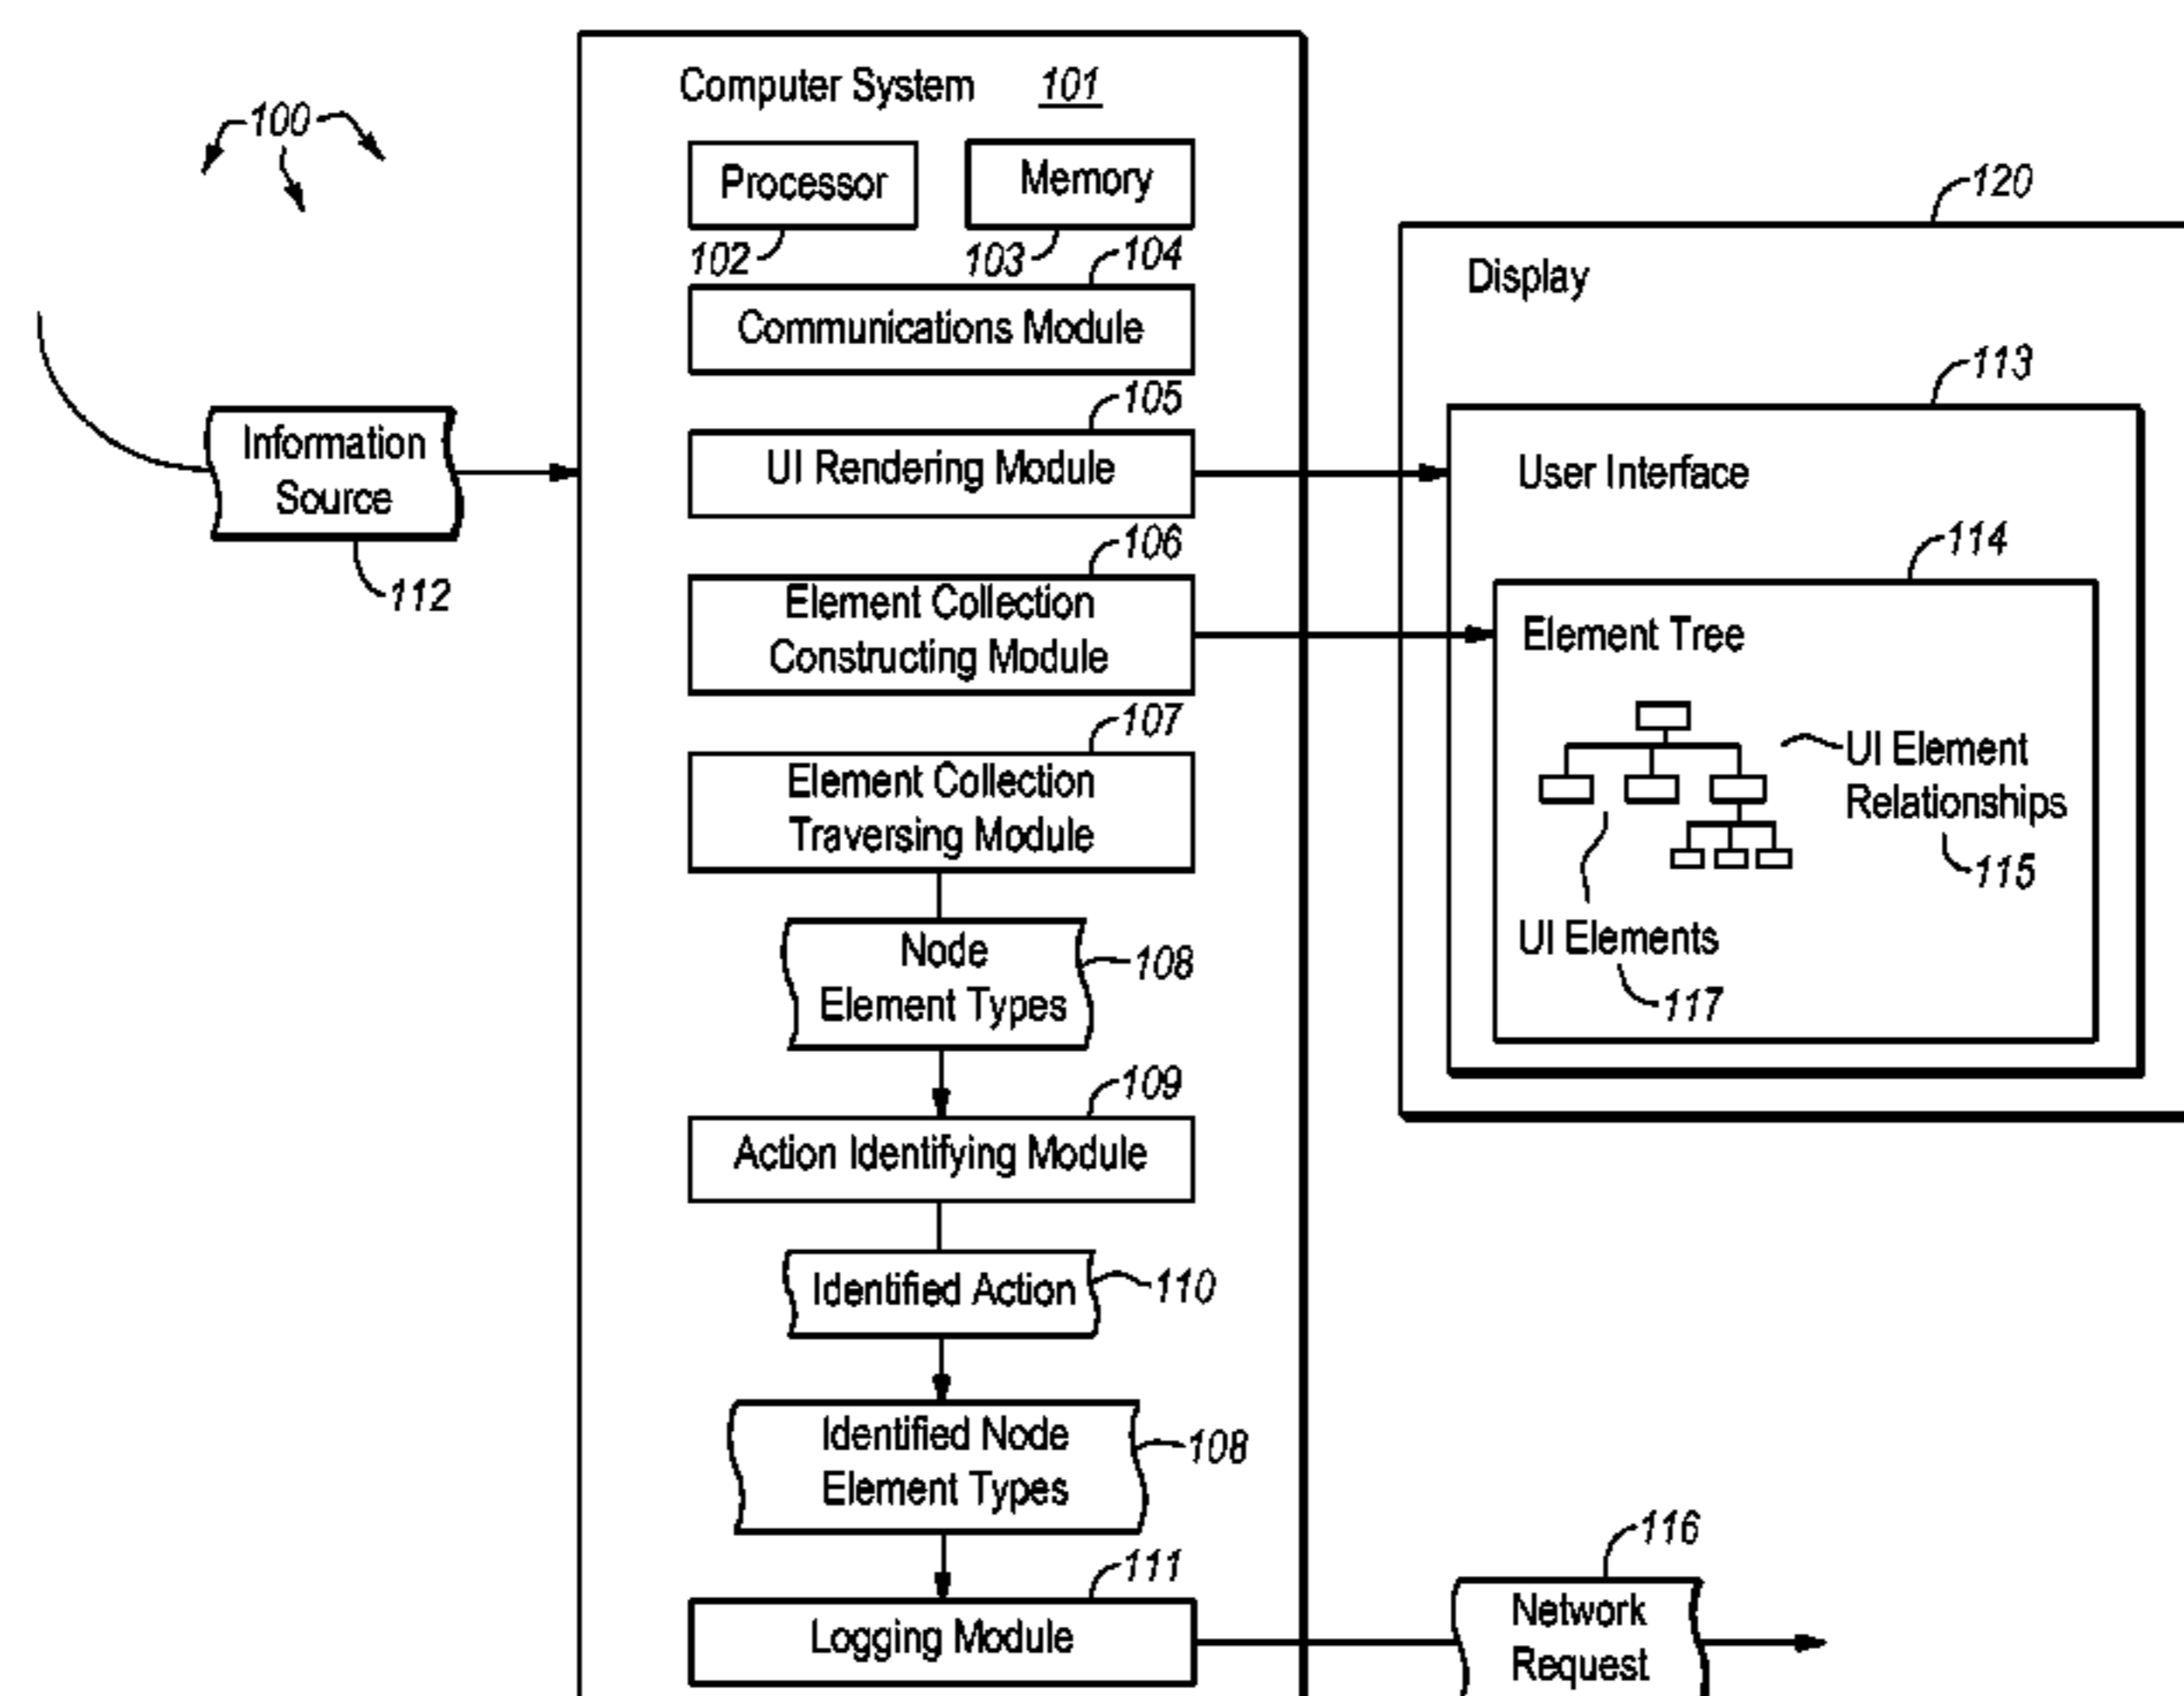 100
Computer System 101
Processor
Memory
102
103
104
Communications Module
105
UI Rendering Module
106
Element Collection
Constructing Module
107
Element Collection
Traversing Module
Node
Element Types
108
109
Action Identifying Module
Identified Action
110
Identified Node
Element Types
108
111
Logging Module
Information
Source
112
120
Display
113
User Interface
114
Element Tree
UI Element
Relationships
115
UI Elements
117
116
Network
Request